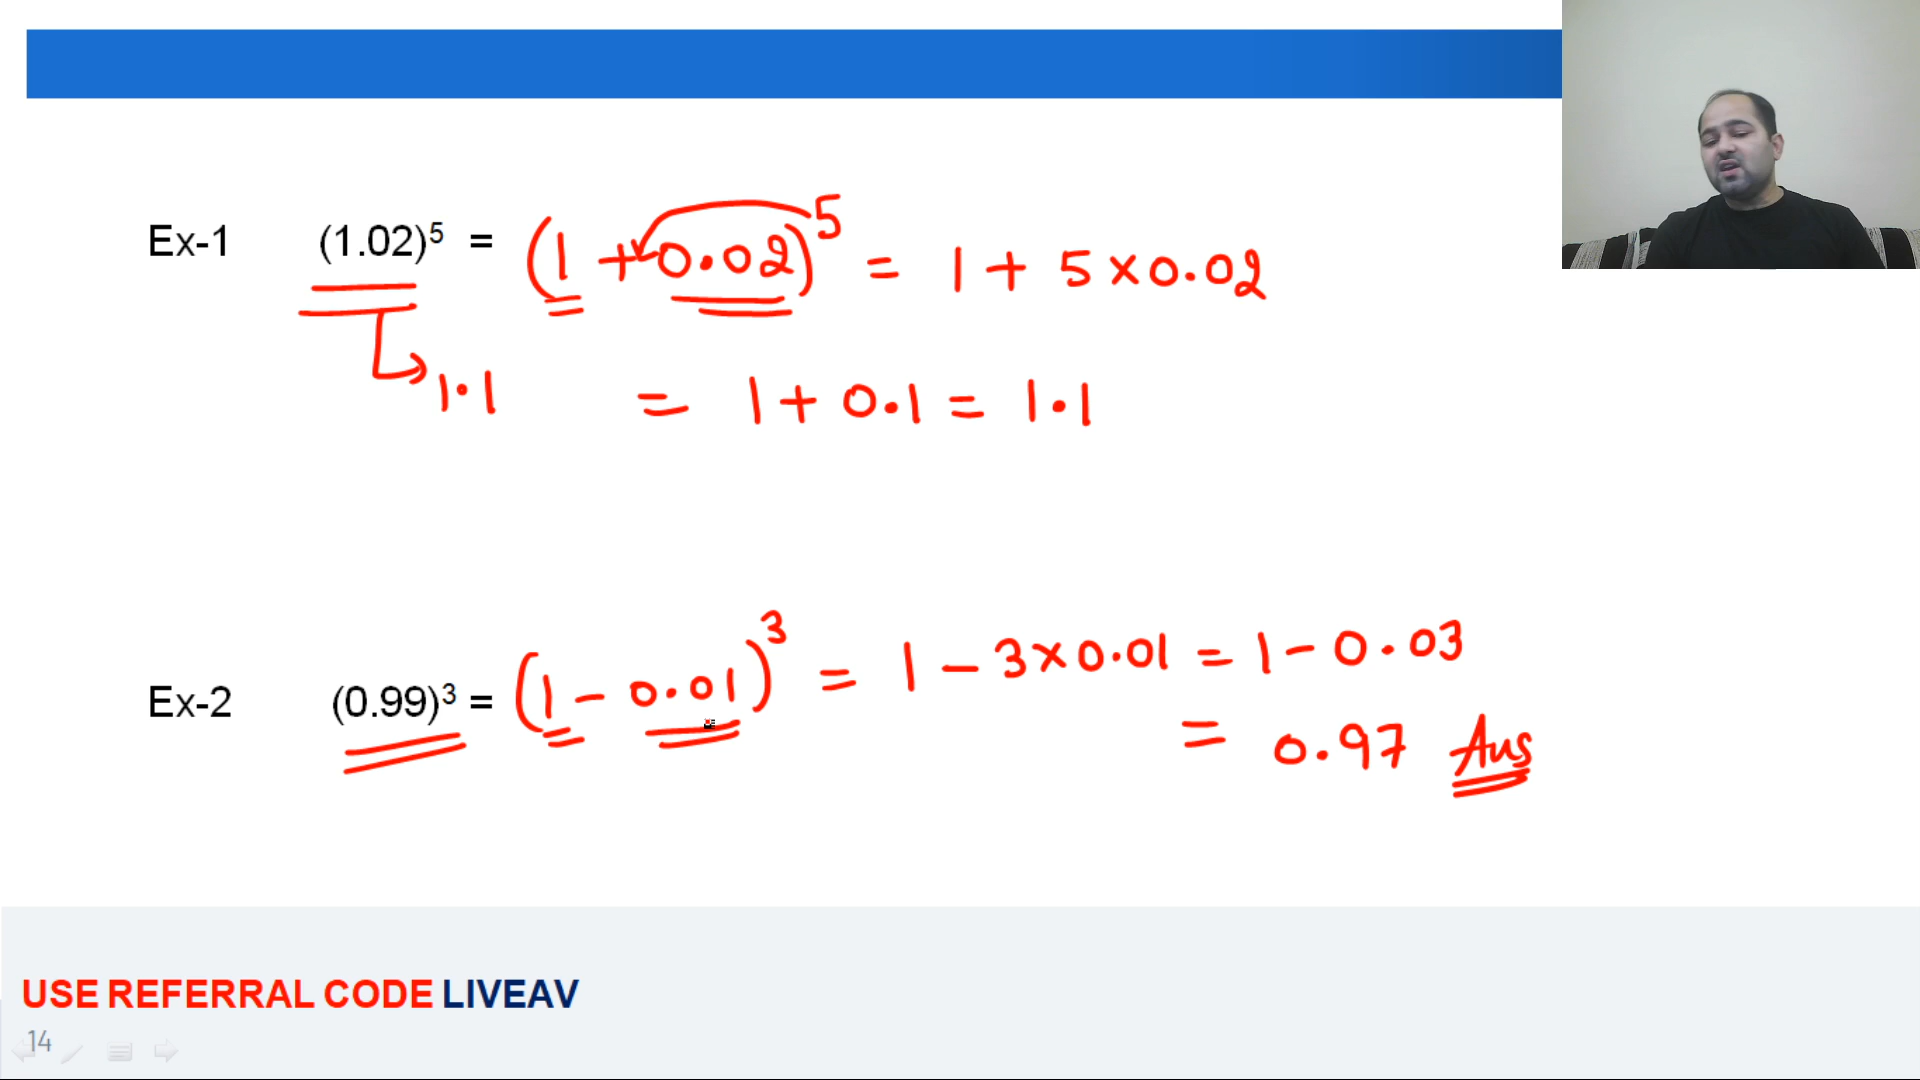 Ex-1 (1.02)⁵ = (1 + 0.02)⁵ = 1 + 5 × 0.02
1.1 = 1 + 0.1 = 1.1
Ex-2 (0.99)³ = (1 - 0.01)³ = 1 - 3 × 0.01 = 1 - 0.03
= 0.97 Ans
USE REFERRAL CODE LIVEAV
14